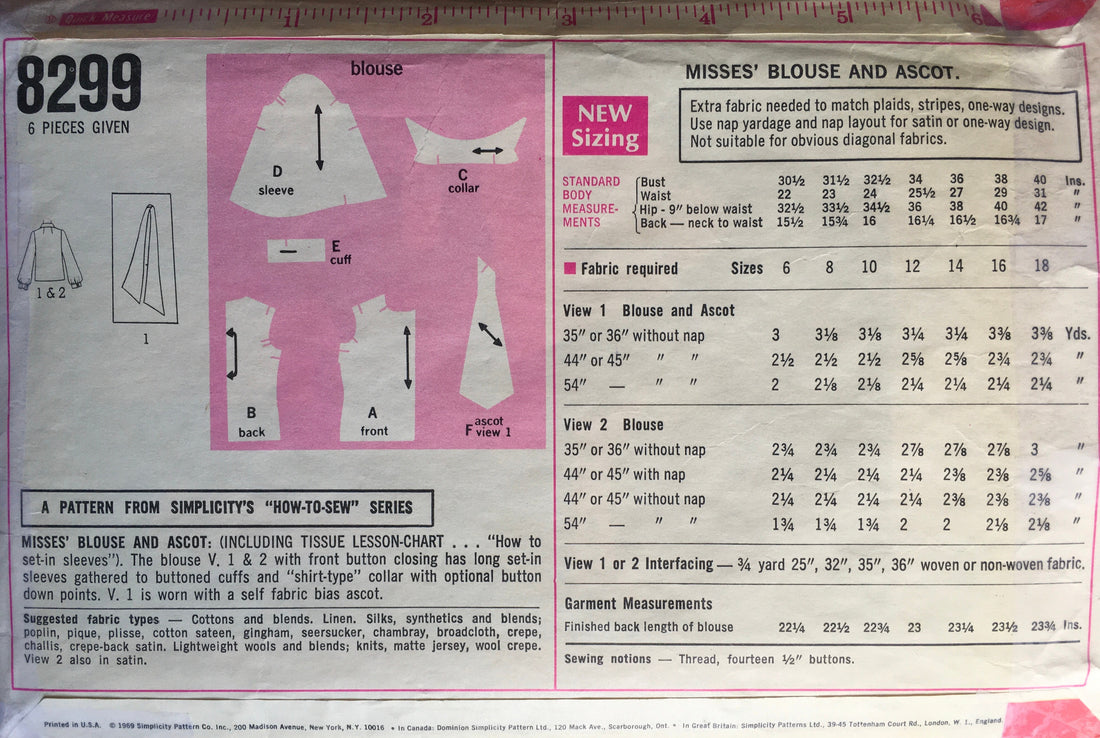 Quick Measure 1 2 3 4 5 6
8299
6 PIECES GIVEN
blouse
D
sleeve
C
collar
E
cuff
1 & 2
1
B
back
A
front
F ascot
view 1
A PATTERN FROM SIMPLICITY'S "HOW-TO-SEW" SERIES
MISSES' BLOUSE AND ASCOT: (INCLUDING TISSUE LESSON-CHART . . . "How to
set-in sleeves"). The blouse V. 1 & 2 with front button closing has long set-in
sleeves gathered to buttoned cuffs and "shirt-type" collar with optional button
down points. V. 1 is worn with a self fabric bias ascot.
Suggested fabric types — Cottons and blends. Linen. Silks, synthetics and blends;
poplin, pique, plisse, cotton sateen, gingham, seersucker, chambray, broadcloth, crepe,
challis, crepe-back satin. Lightweight wools and blends; knits, matte jersey, wool crepe.
View 2 also in satin.
MISSES' BLOUSE AND ASCOT.
NEW
Sizing
Extra fabric needed to match plaids, stripes, one-way designs.
Use nap yardage and nap layout for satin or one-way design.
Not suitable for obvious diagonal fabrics.
STANDARD BODY MEASURE-MENTS
Bust 30½ 31½ 32½ 34 36 38 40 Ins.
Waist 22 23 24 25½ 27 29 31 "
Hip - 9" below waist 32½ 33½ 34½ 36 38 40 42 "
Back — neck to waist 15½ 15¾ 16 16¼ 16½ 16¾ 17 "
Fabric required Sizes 6 8 10 12 14 16 18
View 1 Blouse and Ascot
35" or 36" without nap 3 3⅛ 3⅛ 3¼ 3¼ 3⅜ 3⅜ Yds.
44" or 45" " " 2½ 2½ 2½ 2⅝ 2⅝ 2¾ 2¾ "
54" — " " 2 2⅛ 2⅛ 2¼ 2¼ 2¼ 2¼ "
View 2 Blouse
35" or 36" without nap 2¾ 2¾ 2¾ 2⅞ 2⅞ 2⅞ 3 "
44" or 45" with nap 2¼ 2¼ 2¼ 2¼ 2⅜ 2⅜ 2⅝ "
44" or 45" without nap 2¼ 2¼ 2¼ 2¼ 2⅜ 2⅜ 2⅜ "
54" — " " 1¾ 1¾ 1¾ 2 2 2⅛ 2⅛ "
View 1 or 2 Interfacing — ¾ yard 25", 32", 35", 36" woven or non-woven fabric.
Garment Measurements
Finished back length of blouse 22¼ 22½ 22¾ 23 23¼ 23½ 23¾ Ins.
Sewing notions — Thread, fourteen ½" buttons.
Printed in U.S.A. © 1969 Simplicity Pattern Co. Inc., 200 Madison Avenue, New York, N.Y. 10016 • In Canada: Dominion Simplicity Pattern Ltd., 120 Mack Ave., Scarborough, Ont. • In Great Britain: Simplicity Patterns Ltd., 39-45 Tottenham Court Rd., London, W. 1., England.